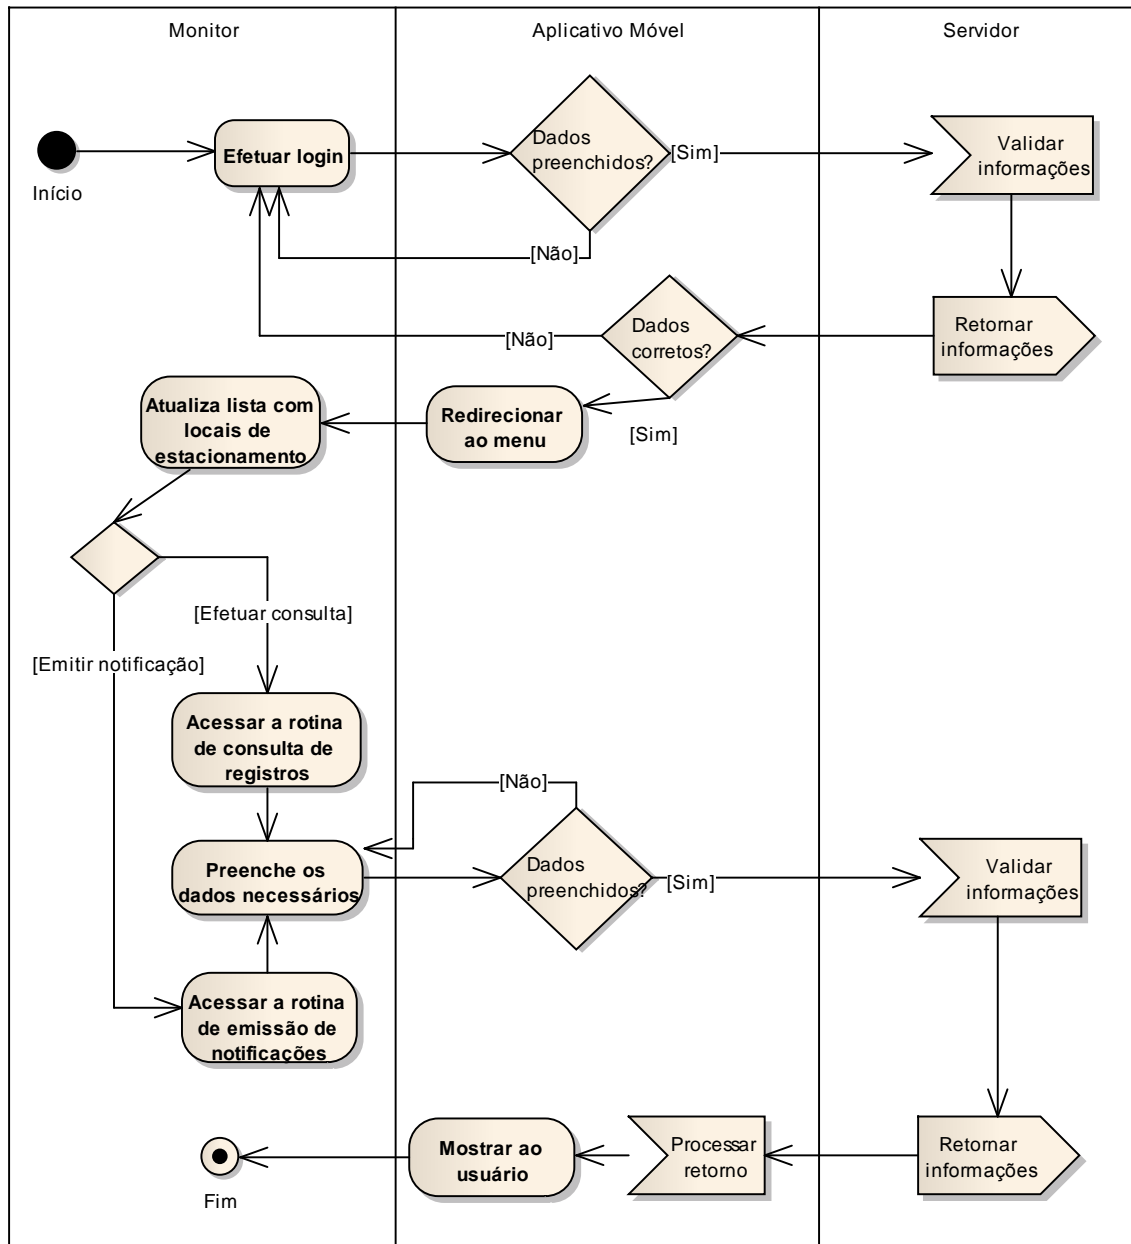 Monitor
Aplicativo Móvel
Servidor
Início
Efetuar login
Dados
preenchidos?
[Sim]
Validar
informações
[Não]
Retornar
informações
Dados
corretos?
[Não]
[Sim]
Redirecionar
ao menu
Atualiza lista com
locais de
estacionamento
[Efetuar consulta]
[Emitir notificação]
Acessar a rotina
de consulta de
registros
Preenche os
dados necessários
[Não]
Dados
preenchidos?
[Sim]
Validar
informações
Acessar a rotina
de emissão de
notificações
Retornar
informações
Processar
retorno
Mostrar ao
usuário
Fim